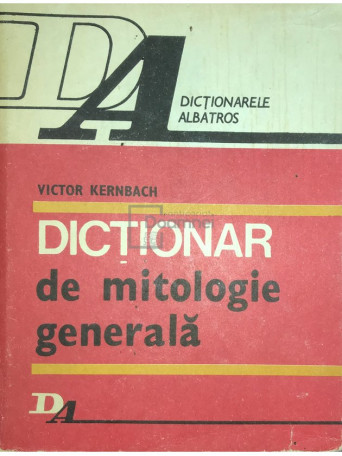 DA
DICȚIONARELE
ALBATROS
VICTOR KERNBACH
DICȚIONAR
de mitologie
generală
DA